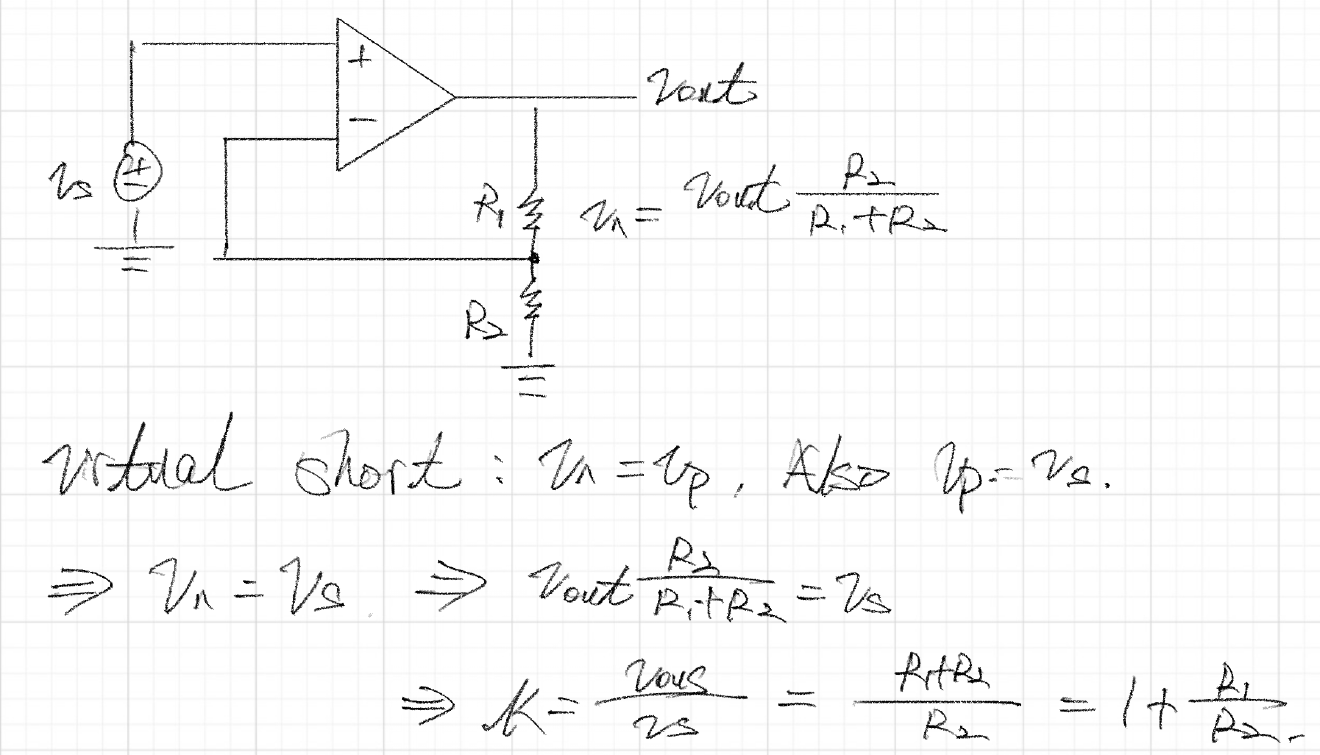 +
vout
−
vs
+
−
R1
vn = vout R2/(R1+R2)
R2
virtual short : vn = vp, Also vp = vs.
⇒ vn = vs ⇒ vout R2/(R1+R2) = vs
⇒ K = vous/vs = (R1+R2)/R2 = 1 + R1/R2.